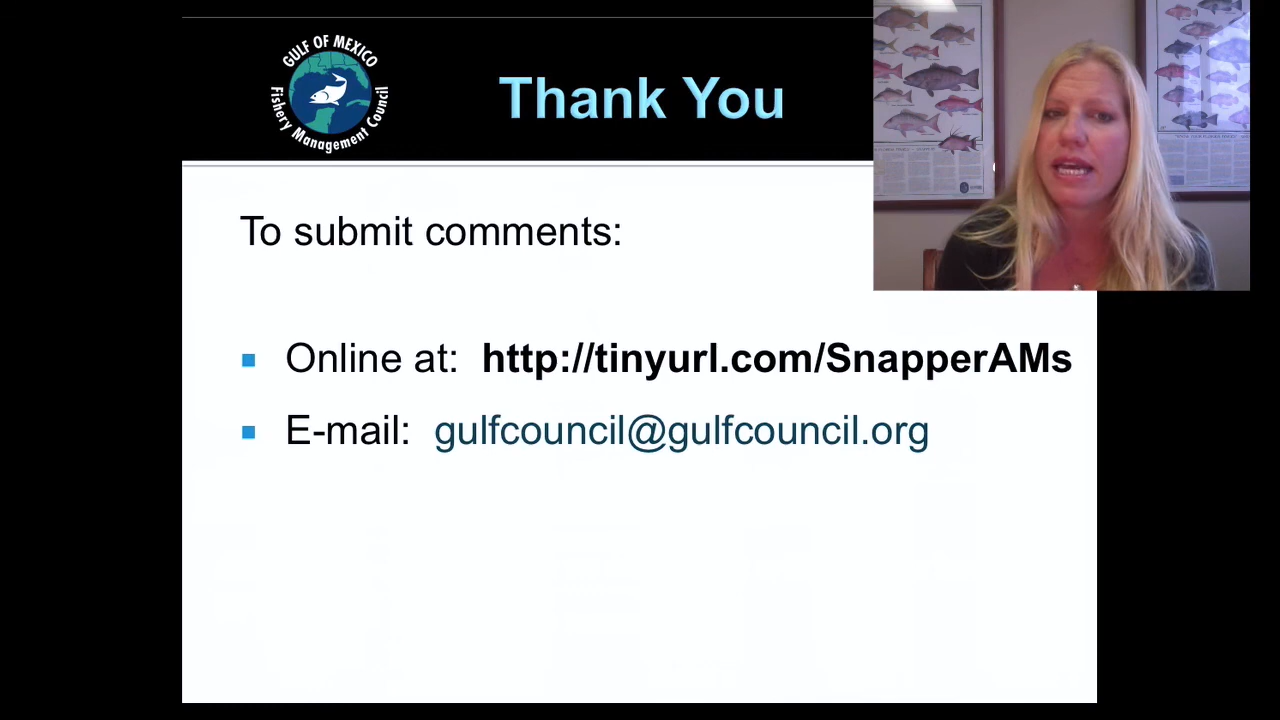 GULF OF MEXICO
Fishery Management Council
Thank You
To submit comments:
Online at: http://tinyurl.com/SnapperAMs
E-mail: gulfcouncil@gulfcouncil.org